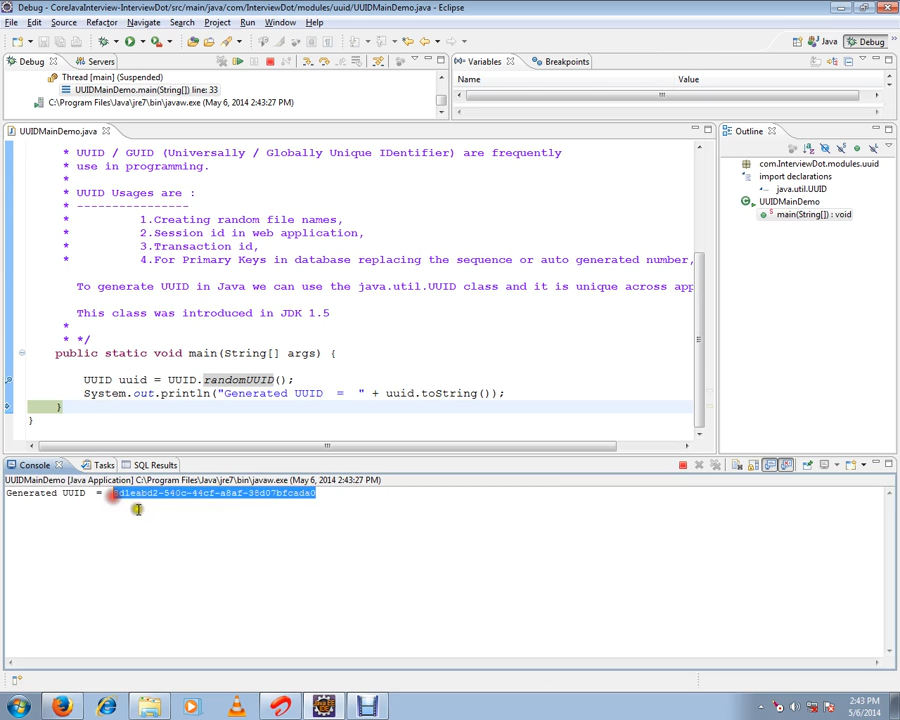 Debug - CoreJavaInterview-InterviewDot/src/main/java/com/InterviewDot/modules/uuid/UUIDMainDemo.java - Eclipse
File Edit Source Refactor Navigate Search Project Run Window Help
Java Debug
Debug Servers
Variables Breakpoints
Thread [main] (Suspended)
Name Value
UUIDMainDemo.main(String[]) line: 33
C:\Program Files\Java\jre7\bin\javaw.exe (May 6, 2014 2:43:27 PM)
UUIDMainDemo.java
Outline
* UUID / GUID (Universally / Globally Unique IDentifier) are frequently
* use in programming.
*
* UUID Usages are :
* ----------------
* 1.Creating random file names,
* 2.Session id in web application,
* 3.Transaction id,
* 4.For Primary Keys in database replacing the sequence or auto generated number,
To generate UUID in Java we can use the java.util.UUID class and it is unique across app
This class was introduced in JDK 1.5
*
* */
public static void main(String[] args) {
UUID uuid = UUID.randomUUID();
System.out.println("Generated UUID  =  " + uuid.toString());
}
}
com.InterviewDot.modules.uuid
import declarations
java.util.UUID
UUIDMainDemo
main(String[]) : void
Console Tasks SQL Results
UUIDMainDemo [Java Application] C:\Program Files\Java\jre7\bin\javaw.exe (May 6, 2014 2:43:27 PM)
Generated UUID  =
2:43 PM
5/6/2014